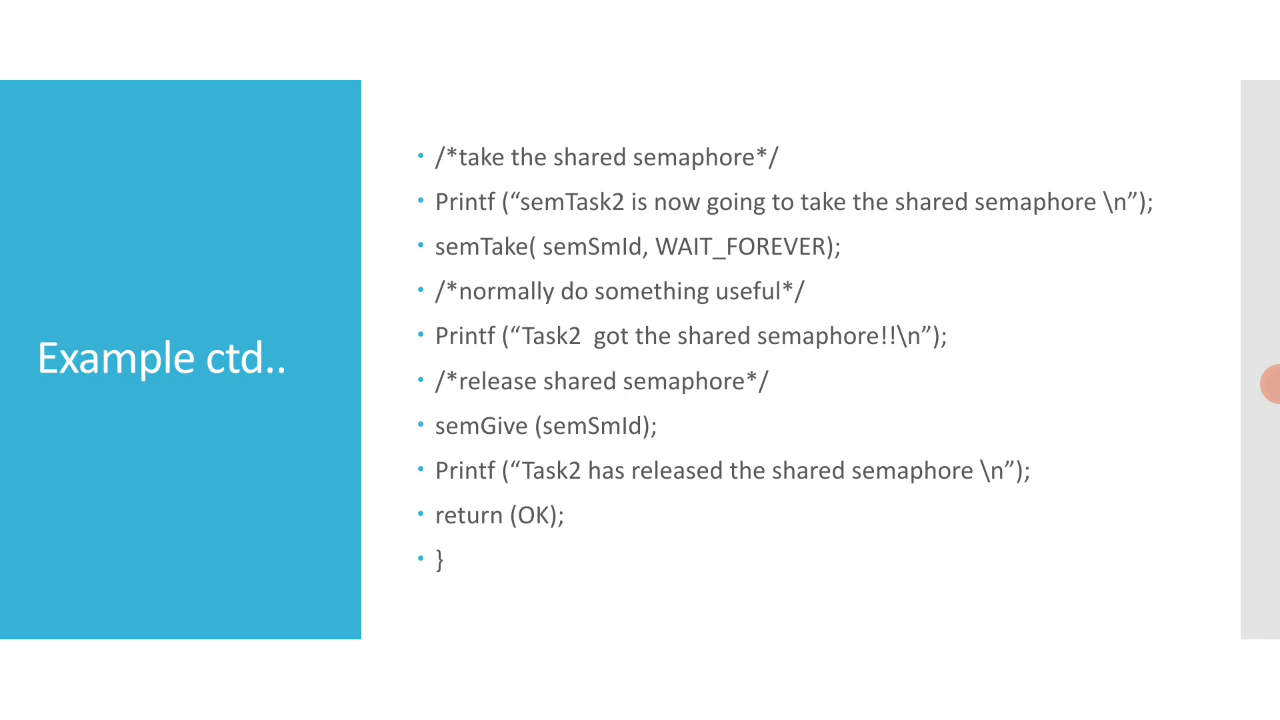 Example ctd..
/*take the shared semaphore*/
Printf (“semTask2 is now going to take the shared semaphore \n”);
semTake( semSmId, WAIT_FOREVER);
/*normally do something useful*/
Printf (“Task2  got the shared semaphore!!\n”);
/*release shared semaphore*/
semGive (semSmId);
Printf (“Task2 has released the shared semaphore \n”);
return (OK);
}